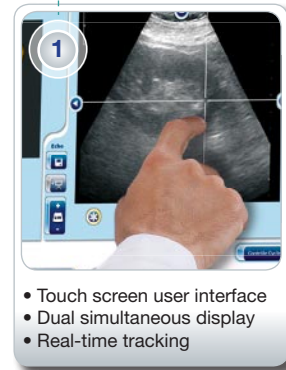 1
Echo
• Touch screen user interface
• Dual simultaneous display
• Real-time tracking